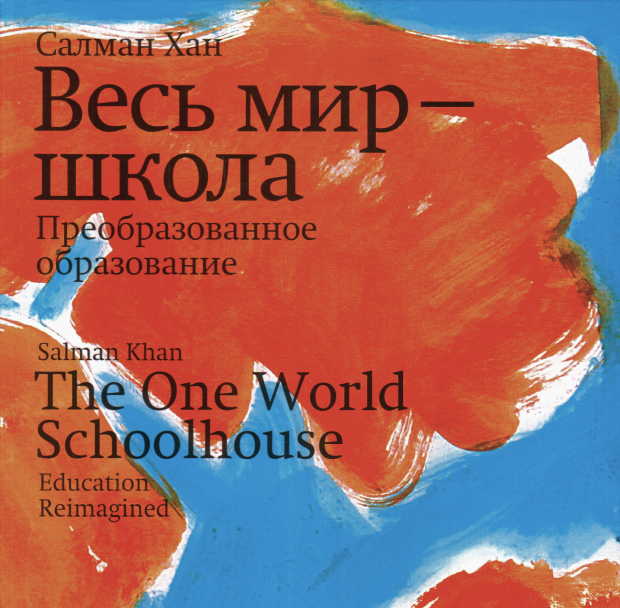 Салман Хан
Весь мир —
школа
Преобразованное
образование
Salman Khan
The One World
Schoolhouse
Education
Reimagined